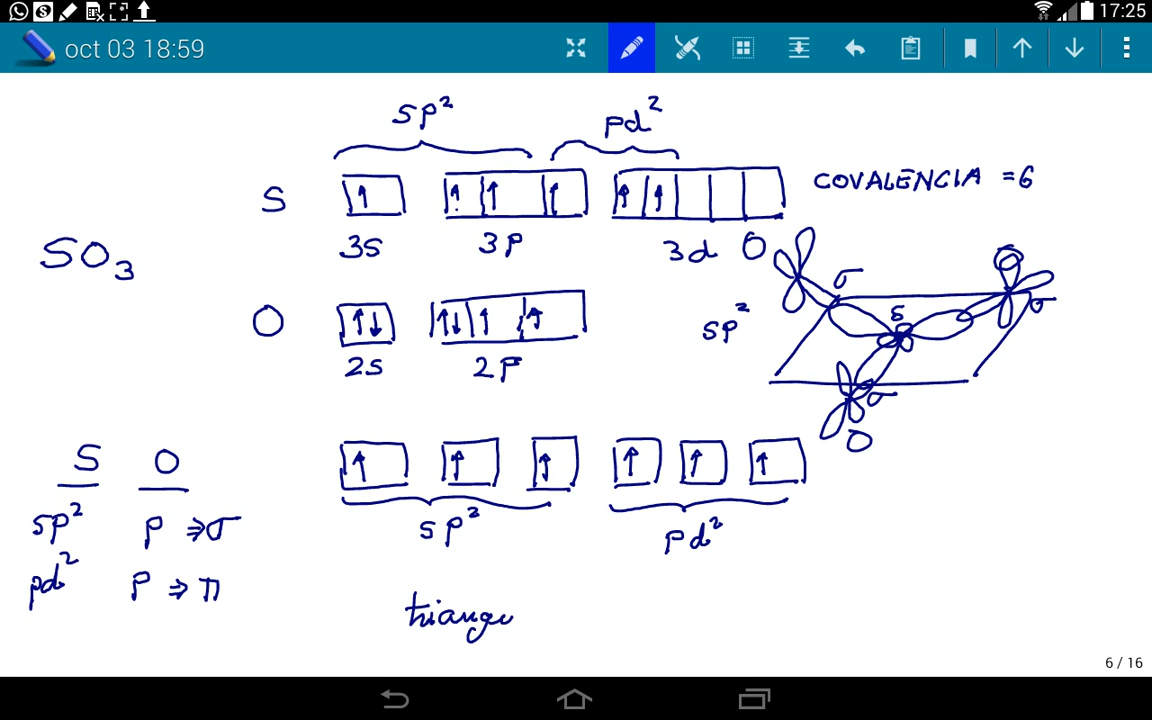 17:25
oct 03 18:59
sp² pd²
S COVALENCIA = 6
3s 3p 3d O
SO₃ σ O
O sp² S σ
2s 2p
σ
O
S O
sp² p ⇒ σ sp² pd²
pd² p ⇒ π
triangu
6 / 16